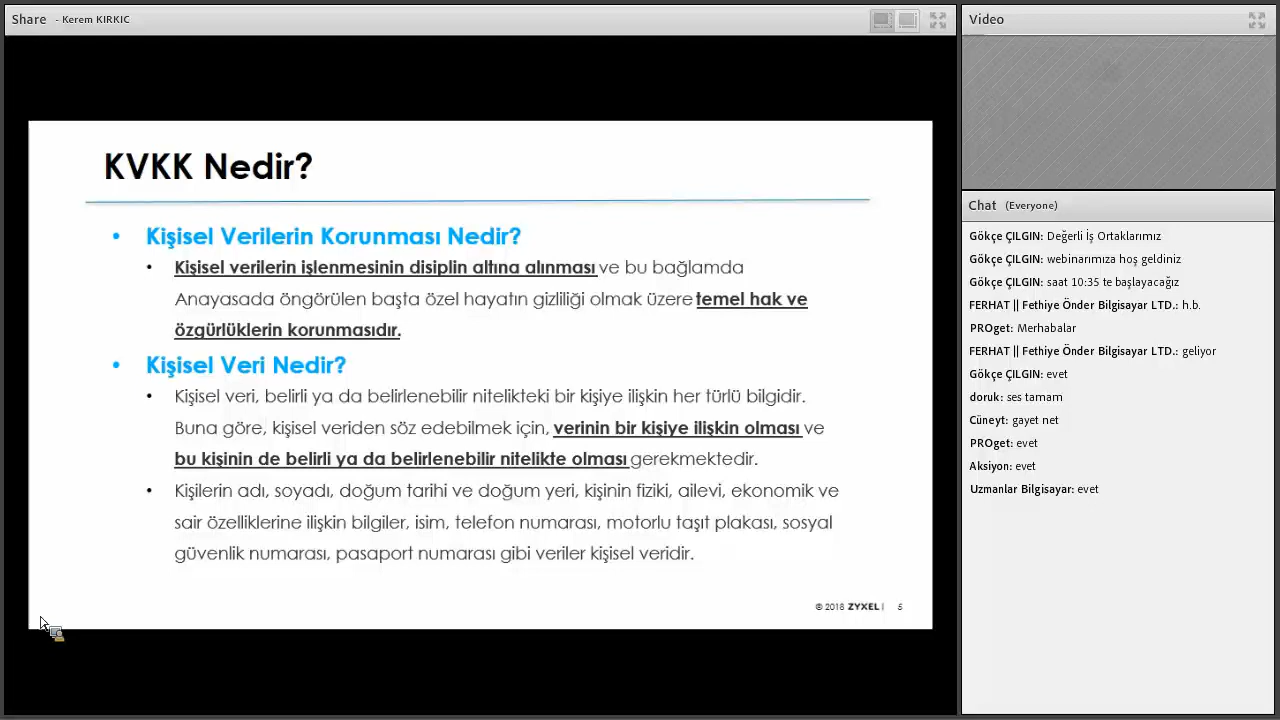 Share - Kerem KIRKIC
KVKK Nedir?
• Kişisel Verilerin Korunması Nedir?
• Kişisel verilerin işlenmesinin disiplin altına alınması ve bu bağlamda
Anayasada öngörülen başta özel hayatın gizliliği olmak üzere temel hak ve
özgürlüklerin korunmasıdır.
• Kişisel Veri Nedir?
• Kişisel veri, belirli ya da belirlenebilir nitelikteki bir kişiye ilişkin her türlü bilgidir.
Buna göre, kişisel veriden söz edebilmek için, verinin bir kişiye ilişkin olması ve
bu kişinin de belirli ya da belirlenebilir nitelikte olması gerekmektedir.
• Kişilerin adı, soyadı, doğum tarihi ve doğum yeri, kişinin fiziki, ailevi, ekonomik ve
sair özelliklerine ilişkin bilgiler, isim, telefon numarası, motorlu taşıt plakası, sosyal
güvenlik numarası, pasaport numarası gibi veriler kişisel veridir.
© 2018 ZYXEL | 5
Video
Chat (Everyone)
Gökçe ÇILGIN: Değerli İş Ortaklarımız
Gökçe ÇILGIN: webinarımıza hoş geldiniz
Gökçe ÇILGIN: saat 10:35 te başlayacağız
FERHAT || Fethiye Önder Bilgisayar LTD.: h.b.
PROget: Merhabalar
FERHAT || Fethiye Önder Bilgisayar LTD.: geliyor
Gökçe ÇILGIN: evet
doruk: ses tamam
Cüneyt: gayet net
PROget: evet
Aksiyon: evet
Uzmanlar Bilgisayar: evet